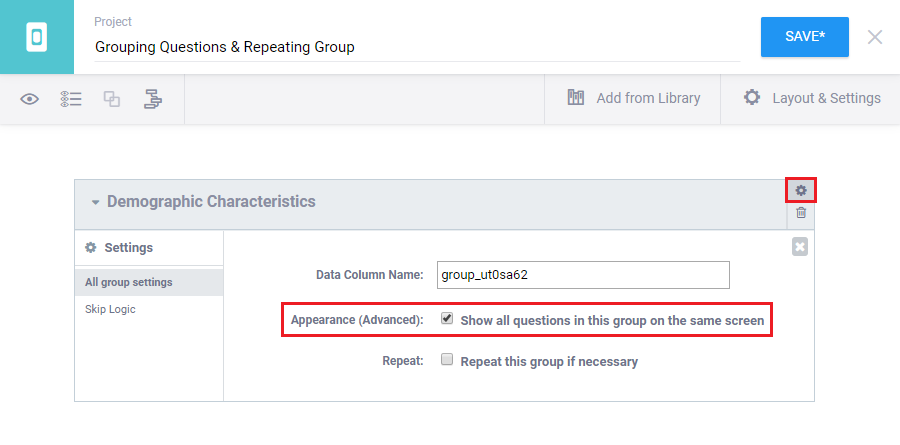 Project
Grouping Questions & Repeating Group
SAVE*
Add from Library
Layout & Settings
Demographic Characteristics
Settings
All group settings
Skip Logic
Data Column Name: group_ut0sa62
Appearance (Advanced): Show all questions in this group on the same screen
Repeat: Repeat this group if necessary